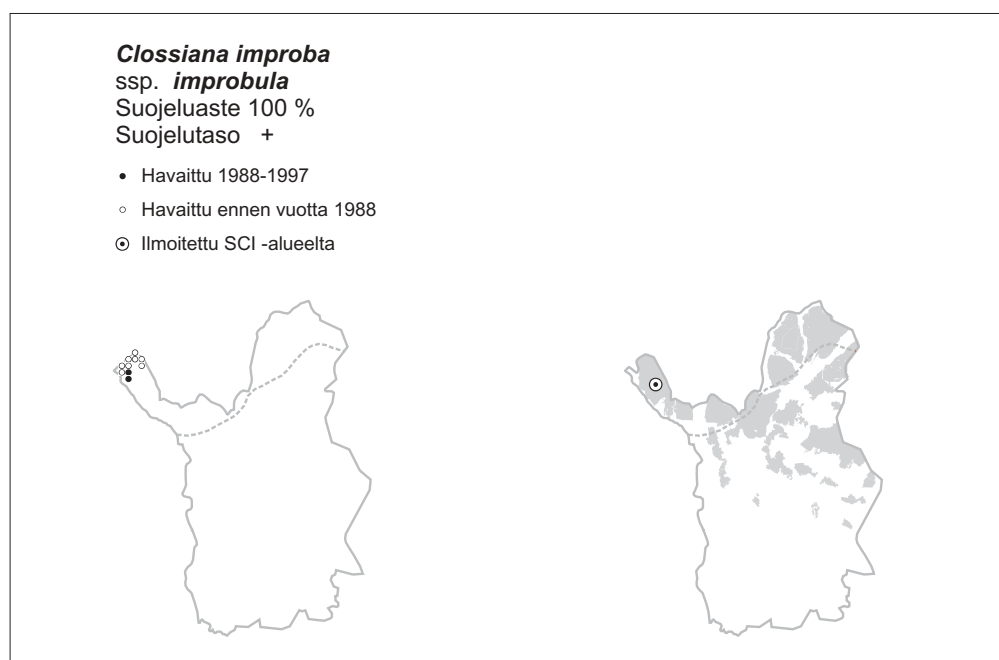 Clossiana improba
ssp. improbula
Suojeluaste 100 %
Suojelutaso +
Havaittu 1988-1997
Havaittu ennen vuotta 1988
Ilmoitettu SCI -alueelta